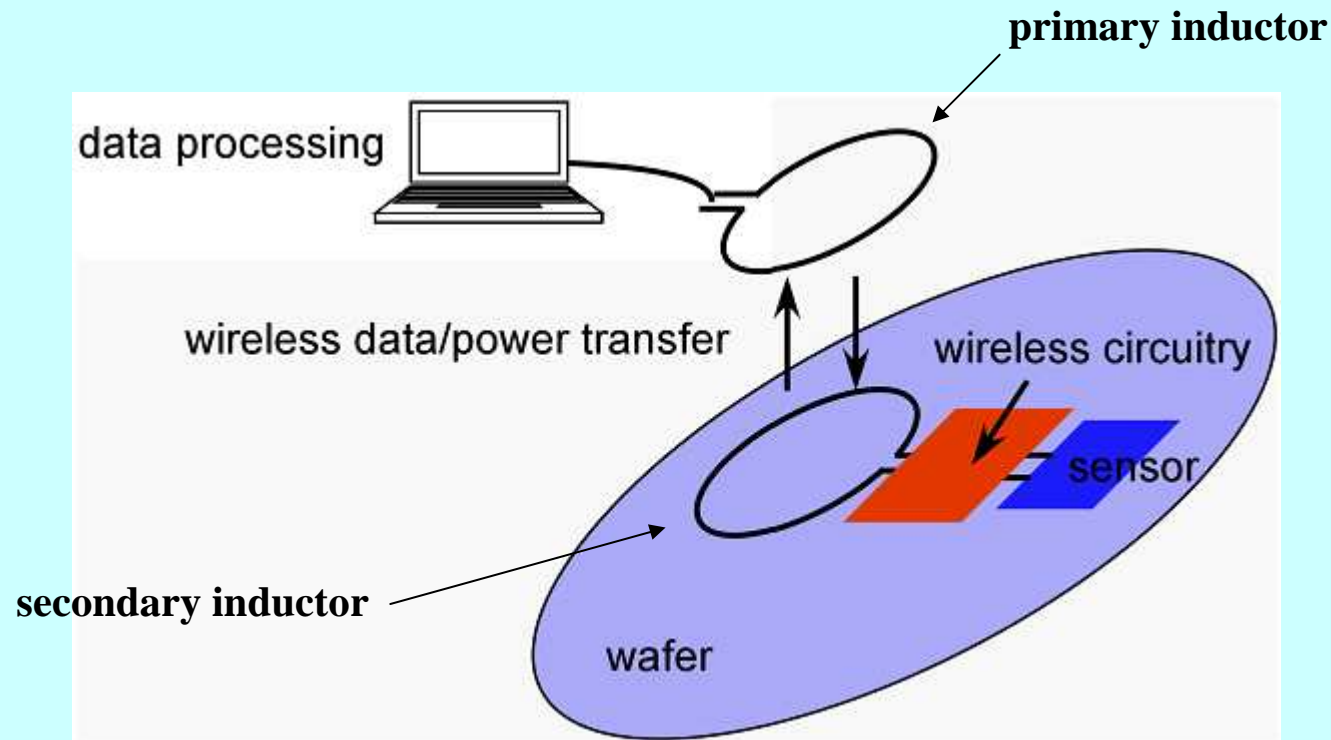 primary inductor
data processing
wireless data/power transfer
wireless circuitry
sensor
secondary inductor
wafer